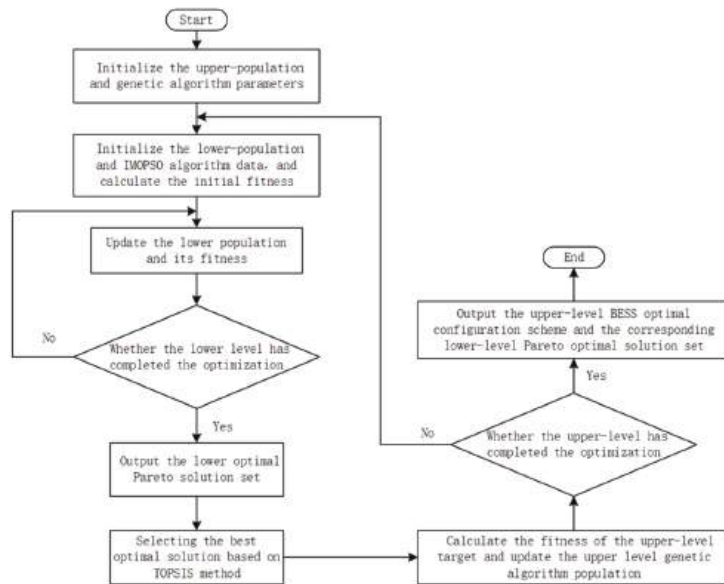 Start
Initialize the upper-population
and genetic algorithm parameters
Initialize the lower-population
and IMOPSO algorithm data, and
calculate the initial fitness
Update the lower population
and its fitness
No
Whether the lower level has
completed the optimization
Yes
Output the lower optimal
Pareto solution set
Selecting the best
optimal solution based on
TOPSIS method
End
Output the upper-level BESS optimal
configuration scheme and the corresponding
lower-level Pareto optimal solution set
Yes
No
Whether the upper-level has
completed the optimization
Calculate the fitness of the upper-level
target and update the upper level genetic
algorithm population